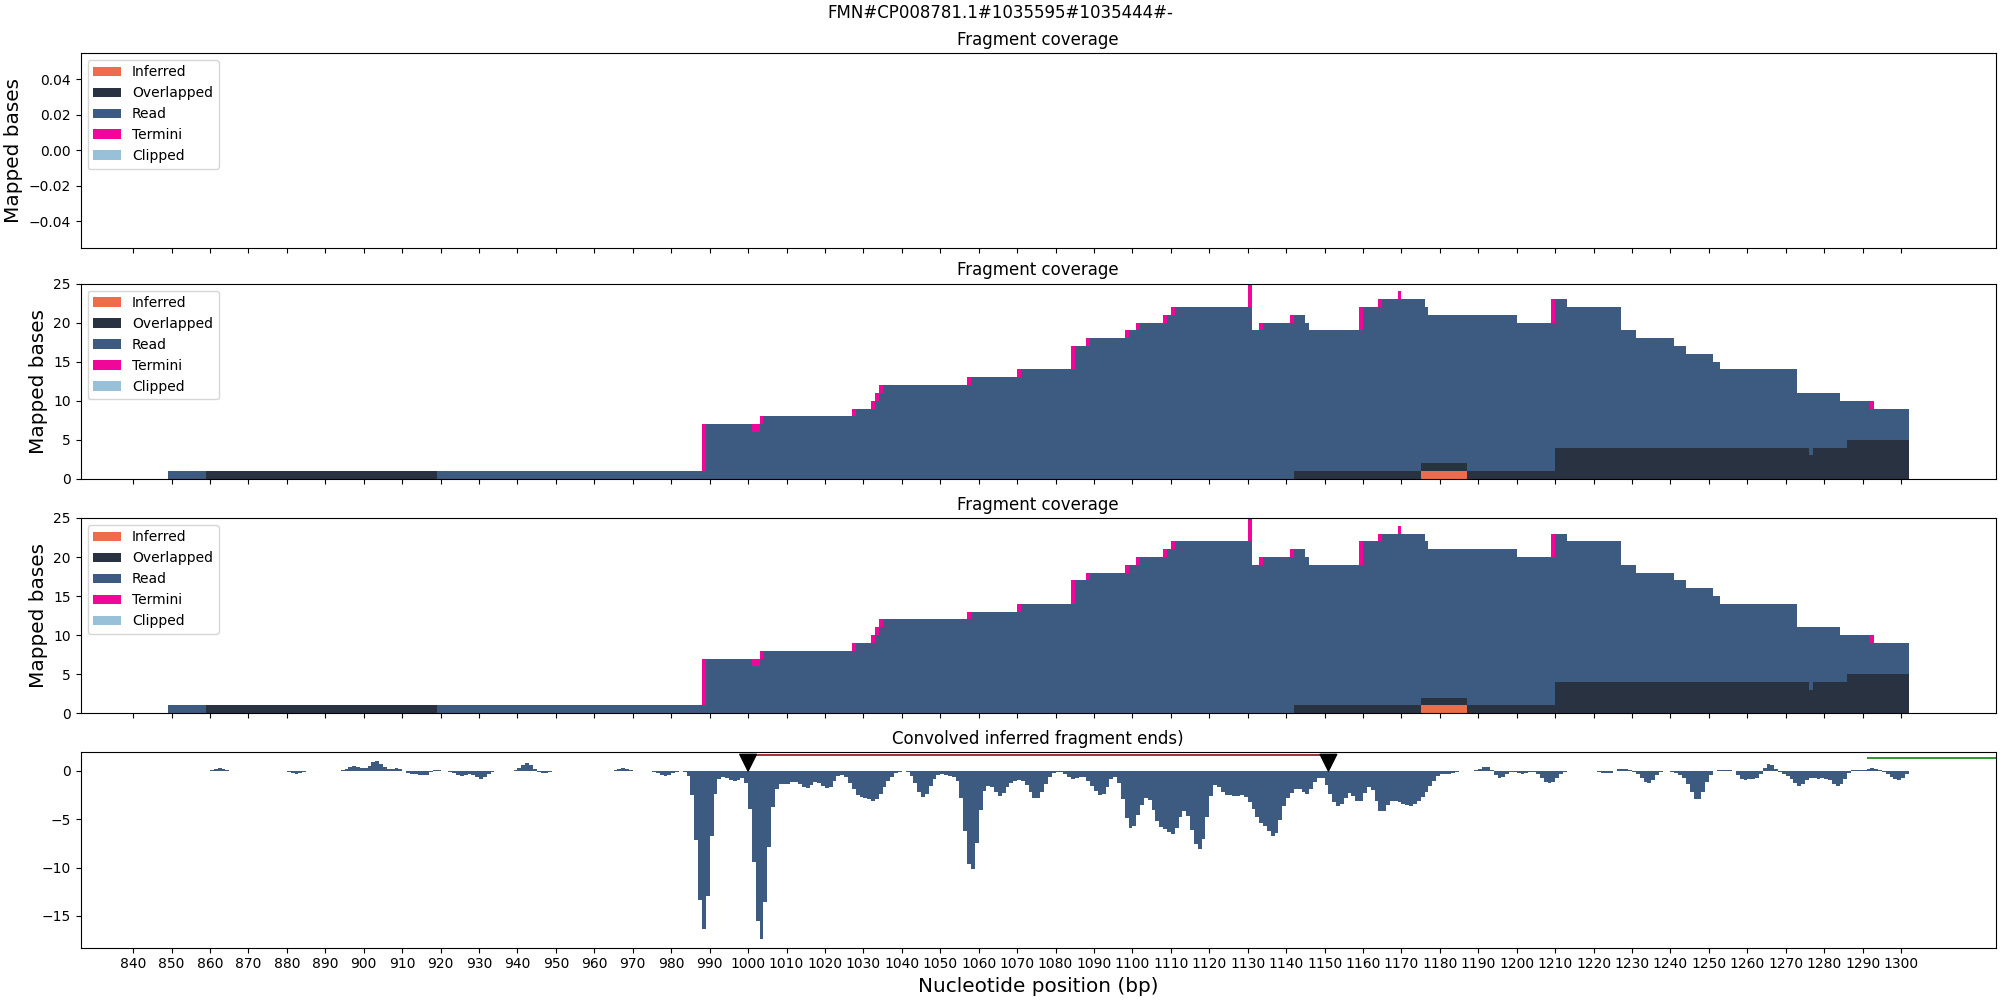 FMN#CP008781.1#1035595#1035444#-
Fragment coverage
Mapped bases
0.04
0.02
0.00
−0.02
−0.04
Inferred
Overlapped
Read
Termini
Clipped
Fragment coverage
Mapped bases
25
20
15
10
5
0
Inferred
Overlapped
Read
Termini
Clipped
Fragment coverage
Mapped bases
25
20
15
10
5
0
Inferred
Overlapped
Read
Termini
Clipped
Convolved inferred fragment ends)
0
−5
−10
−15
840 850 860 870 880 890 900 910 920 930 940 950 960 970 980 990 1000 1010 1020 1030 1040 1050 1060 1070 1080 1090 1100 1110 1120 1130 1140 1150 1160 1170 1180 1190 1200 1210 1220 1230 1240 1250 1260 1270 1280 1290 1300
Nucleotide position (bp)